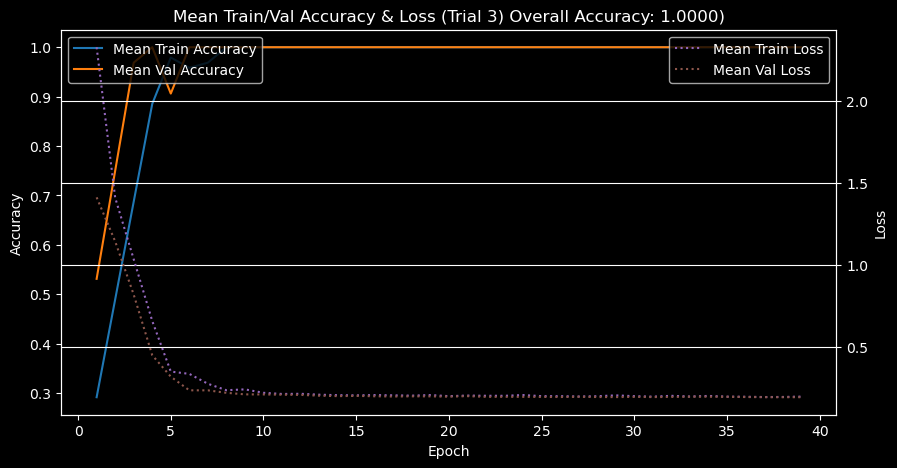 Mean Train/Val Accuracy & Loss (Trial 3) Overall Accuracy: 1.0000)
Mean Train Accuracy
Mean Val Accuracy
Mean Train Loss
Mean Val Loss
1.0
0.9
0.8
0.7
0.6
0.5
0.4
0.3
Accuracy
2.0
1.5
1.0
0.5
Loss
0 5 10 15 20 25 30 35 40
Epoch